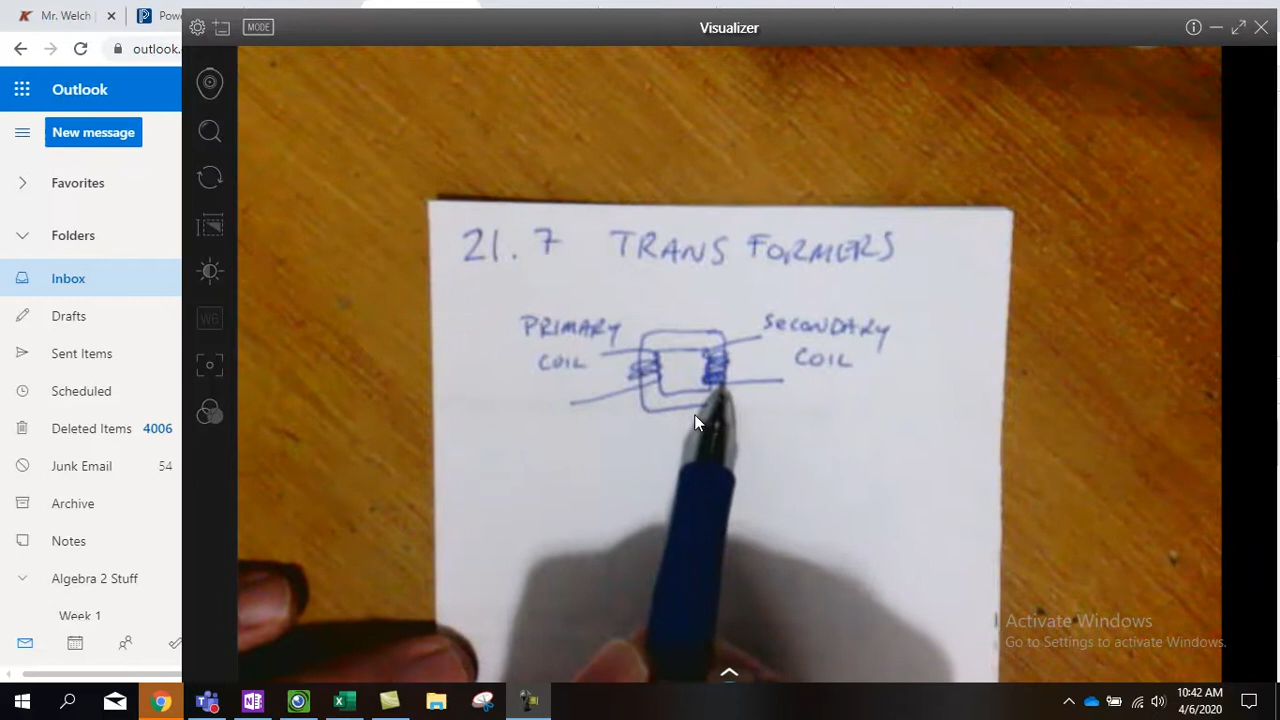 Mr. Welch
Pow
outlook.
Visualizer
MODE
Outlook
New message
Favorites
Folders
Inbox
Drafts
Sent Items
Scheduled
Deleted Items 4006
Junk Email 54
Archive
Notes
Algebra 2 Stuff
Week 1
21.7 TRANSFORMERS
PRIMARY
COIL
SECONDARY
COIL
Activate Windows
Go to Settings to activate Windows.
10:42 AM
4/6/2020